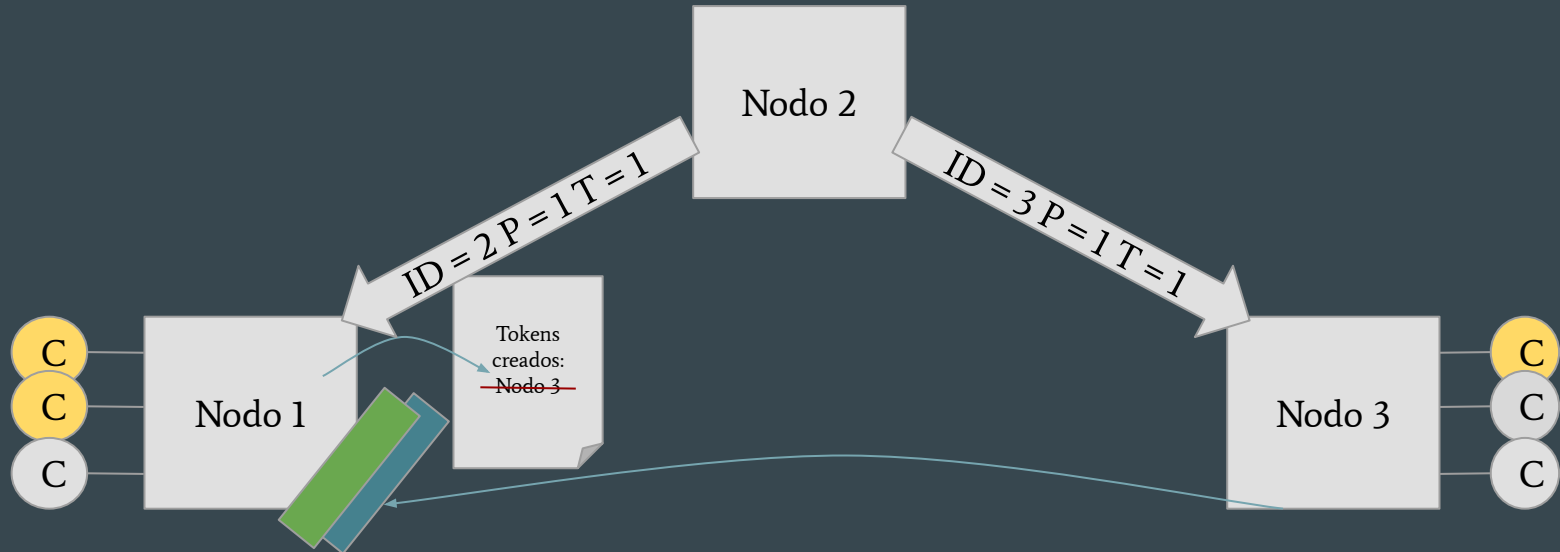 Nodo 2
ID = 2 P = 1 T = 1
ID = 3 P = 1 T = 1
Tokens
creados:
Nodo 3
C
C
C
Nodo 1
Nodo 3
C
C
C